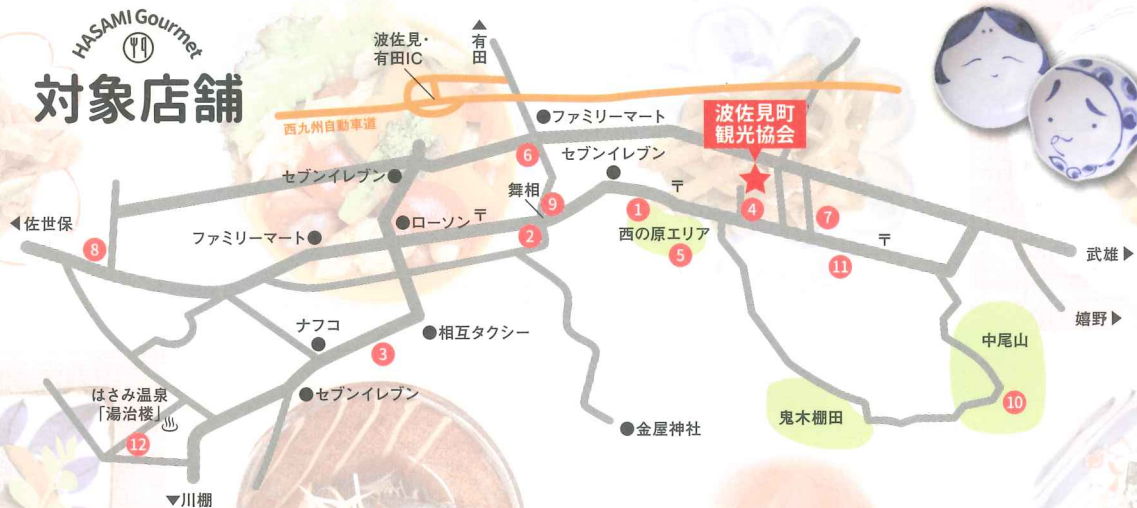 HASAMI Gourmet
対象店舗
波佐見・
有田IC
▲
有
田
西九州自動車道
●ファミリーマート
波佐見町
観光協会
⑥
セブンイレブン
セブンイレブン●
舞相
⑨
〒
①
④
⑦
◀佐世保
⑧
ファミリーマート●
●ローソン
〒
②
西の原エリア
⑤
〒
⑪
武雄▶
嬉野▶
ナフコ
●相互タクシー
③
中尾山
⑩
はさみ温泉
「湯治楼」
⑫
●セブンイレブン
●金屋神社
鬼木棚田
▼川棚